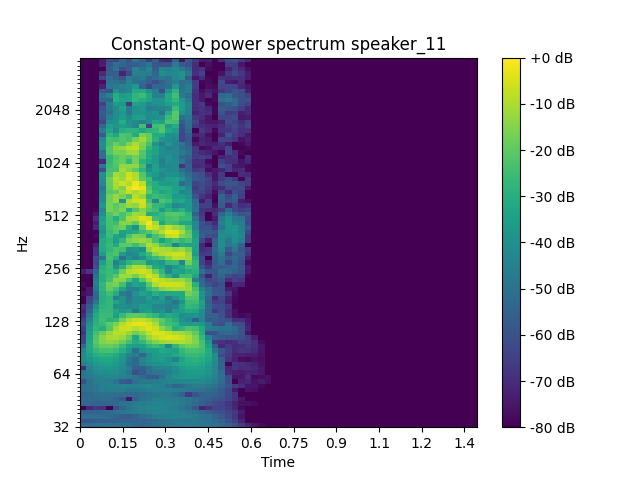 Constant-Q power spectrum speaker_11
Hz
2048
1024
512
256
128
64
32
0 0.15 0.3 0.45 0.6 0.75 0.9 1.1 1.2 1.4
Time
+0 dB
-10 dB
-20 dB
-30 dB
-40 dB
-50 dB
-60 dB
-70 dB
-80 dB